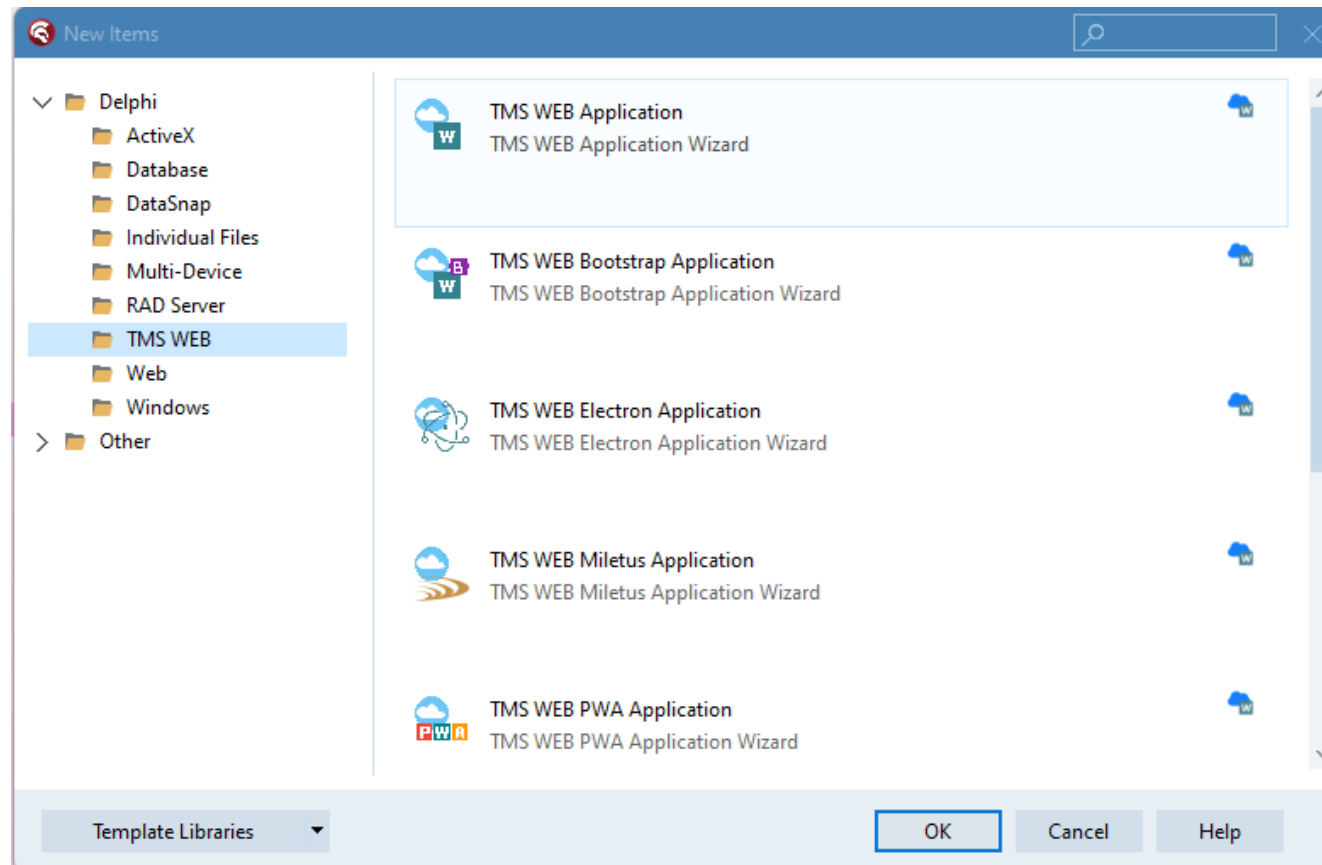 New Items
Delphi
ActiveX
Database
DataSnap
Individual Files
Multi-Device
RAD Server
TMS WEB
Web
Windows
Other
TMS WEB Application
TMS WEB Application Wizard
W
TMS WEB Bootstrap Application
TMS WEB Bootstrap Application Wizard
B
W
TMS WEB Electron Application
TMS WEB Electron Application Wizard
TMS WEB Miletus Application
TMS WEB Miletus Application Wizard
TMS WEB PWA Application
TMS WEB PWA Application Wizard
PWA
Template Libraries
OK
Cancel
Help